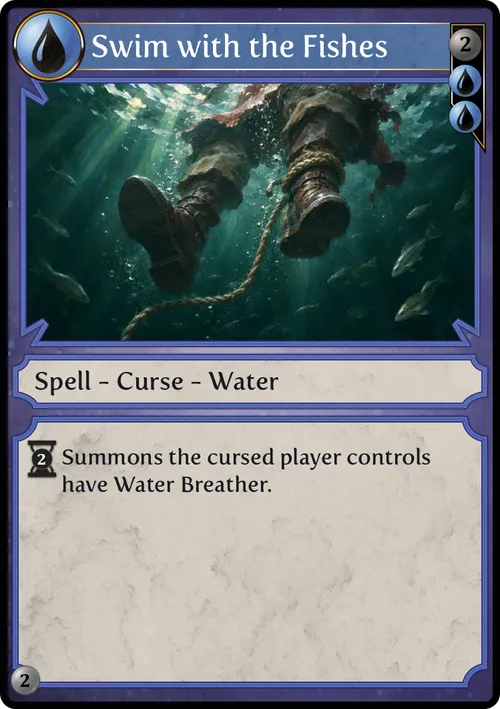 Swim with the Fishes
2
Spell - Curse - Water
2 Summons the cursed player controls
have Water Breather.
2